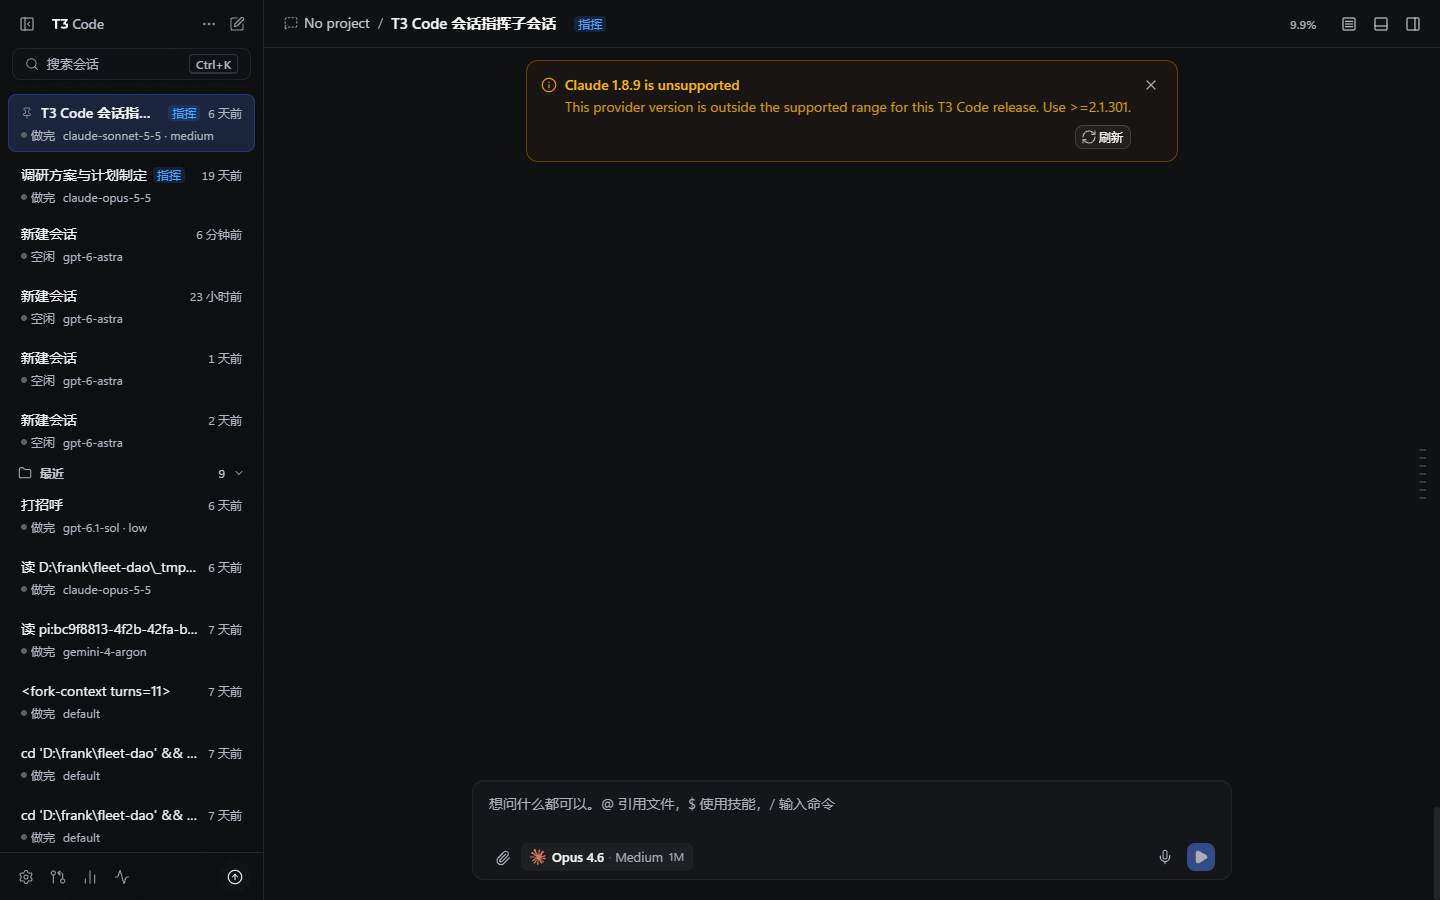 T3 Code
搜索会话 Ctrl+K
T3 Code 会话指... 指挥 6 天前
做完 claude-sonnet-5-5 · medium
调研方案与计划制定 指挥 19 天前
做完 claude-opus-5-5
新建会话 6 分钟前
空闲 gpt-6-astra
新建会话 23 小时前
空闲 gpt-6-astra
新建会话 1 天前
空闲 gpt-6-astra
新建会话 2 天前
空闲 gpt-6-astra
最近 9
打招呼 6 天前
做完 gpt-6.1-sol · low
读 D:\frank\fleet-dao\_tmp... 6 天前
做完 claude-opus-5-5
读 pi:bc9f8813-4f2b-42fa-b... 7 天前
做完 gemini-4-argon
<fork-context turns=11> 7 天前
做完 default
cd 'D:\frank\fleet-dao' && ... 7 天前
做完 default
cd 'D:\frank\fleet-dao' && ... 7 天前
做完 default
No project / T3 Code 会话指挥子会话 指挥 9.9%
Claude 1.8.9 is unsupported
This provider version is outside the supported range for this T3 Code release. Use >=2.1.301.
刷新
想问什么都可以。@ 引用文件，$ 使用技能，/ 输入命令
Opus 4.6 · Medium 1M